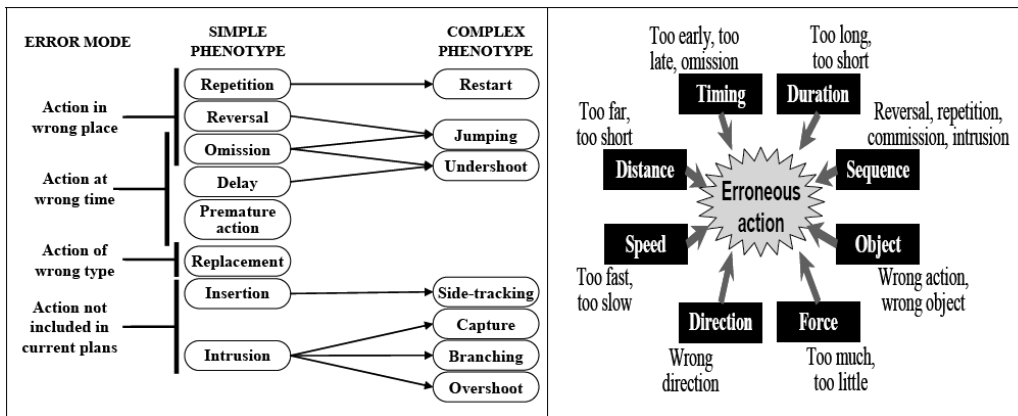 ERROR MODE
SIMPLE
PHENOTYPE
COMPLEX
PHENOTYPE
Action in
wrong place
Action at
wrong time
Action of
wrong type
Action not
included in
current plans
Repetition
Reversal
Omission
Delay
Premature
action
Replacement
Insertion
Intrusion
Restart
Jumping
Undershoot
Side-tracking
Capture
Branching
Overshoot
Too early, too
late, omission
Timing
Too long,
too short
Duration
Too far,
too short
Distance
Reversal, repetition,
commission, intrusion
Sequence
Erroneous
action
Speed
Too fast,
too slow
Object
Wrong action,
wrong object
Direction
Wrong
direction
Force
Too much,
too little